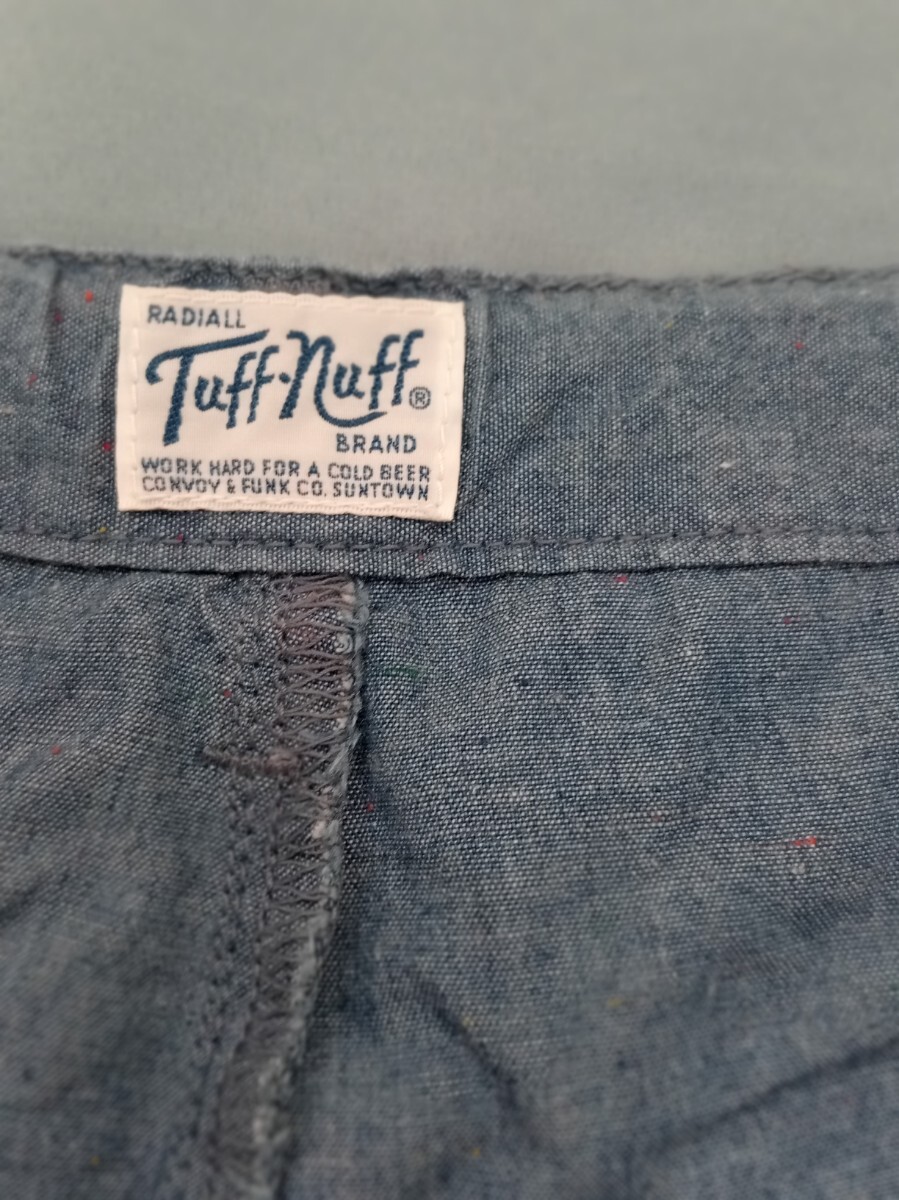 RADIALL
Tuff-Nuff®
BRAND
WORK HARD FOR A COLD BEER
CONVOY & FUNK CO. SUNTOWN